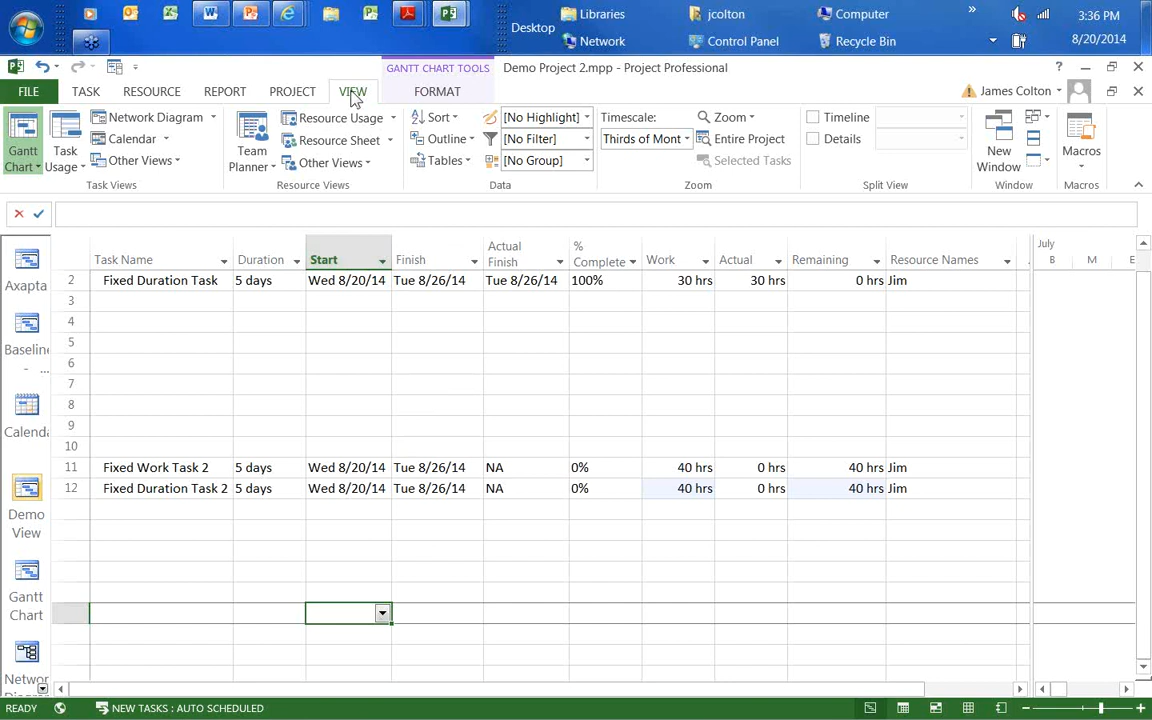 Desktop
Libraries
jcolton
Computer
Network
Control Panel
Recycle Bin
»
3:36 PM
8/20/2014
GANTT CHART TOOLS
Demo Project 2.mpp - Project Professional
FILE TASK RESOURCE REPORT PROJECT VIEW FORMAT
James Colton
Gantt Chart
Task Usage
Network Diagram
Calendar
Other Views
Task Views
Team Planner
Resource Usage
Resource Sheet
Other Views
Resource Views
Sort
Outline
Tables
[No Highlight]
[No Filter]
[No Group]
Data
Timescale:
Thirds of Mont
Zoom
Entire Project
Selected Tasks
Zoom
Timeline
Details
Split View
New Window
Window
Macros
Macros
Task Name Duration Start Finish Actual Finish % Complete Work Actual Remaining Resource Names
July
B M E
2 Fixed Duration Task 5 days Wed 8/20/14 Tue 8/26/14 Tue 8/26/14 100% 30 hrs 30 hrs 0 hrs Jim
3
4
5
6
7
8
9
10
11 Fixed Work Task 2 5 days Wed 8/20/14 Tue 8/26/14 NA 0% 40 hrs 0 hrs 40 hrs Jim
12 Fixed Duration Task 2 5 days Wed 8/20/14 Tue 8/26/14 NA 0% 40 hrs 0 hrs 40 hrs Jim
Axapta
Baseline
- ...
Calenda
Demo
View
Gantt
Chart
Networ
READY
NEW TASKS : AUTO SCHEDULED